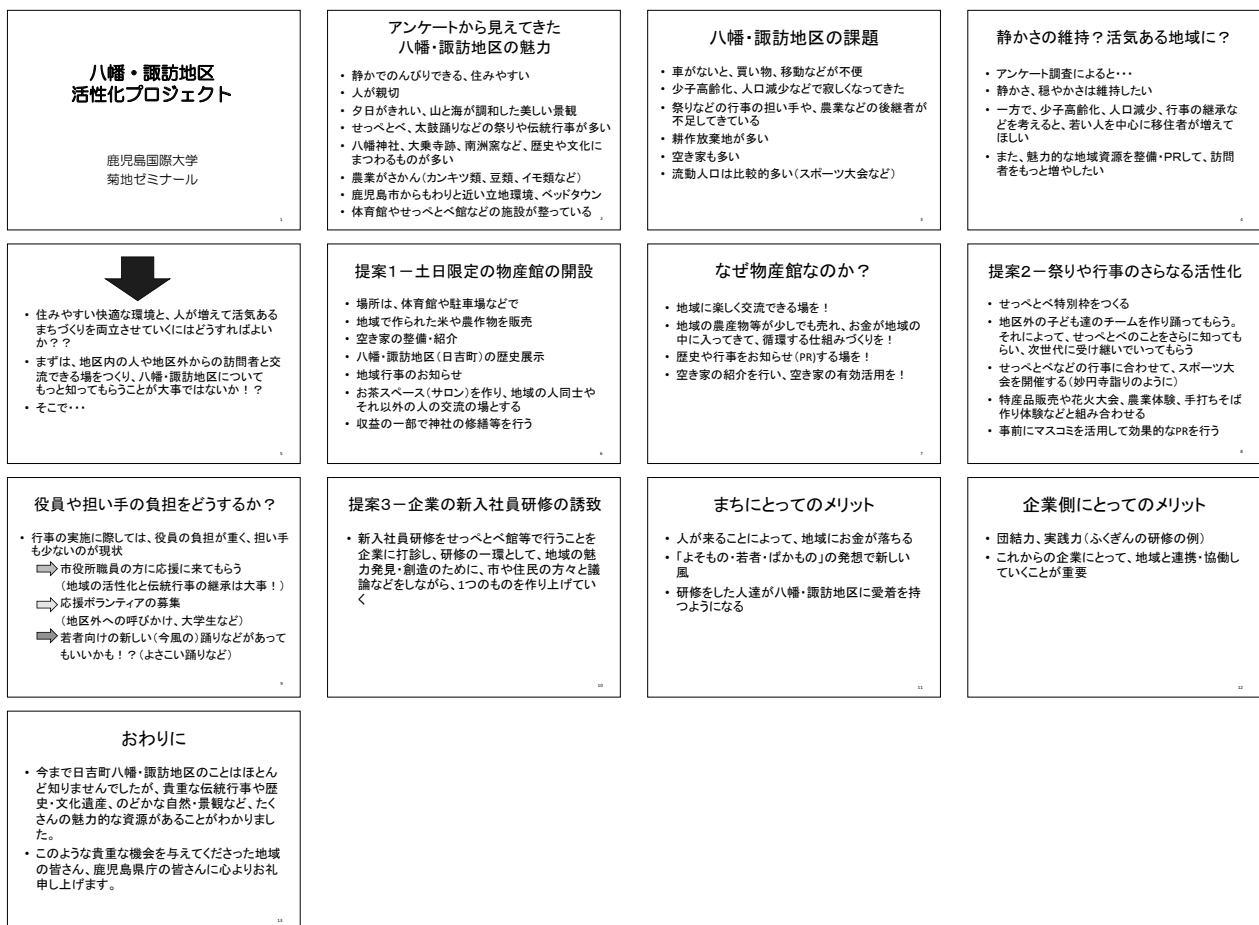 八幡・諏訪地区
活性化プロジェクト
鹿児島国際大学
菊地ゼミナール
1
アンケートから見えてきた
八幡・諏訪地区の魅力
• 静かでのんびりできる、住みやすい
• 人が親切
• 夕日がきれい、山と海が調和した美しい景観
• せっぺとべ、太鼓踊りなどの祭りや伝統行事が多い
• 八幡神社、大乗寺跡、南洲窯など、歴史や文化に
まつわるものが多い
• 農業がさかん(カンキツ類、豆類、イモ類など)
• 鹿児島市からもわりと近い立地環境、ベッドタウン
• 体育館やせっぺとべ館などの施設が整っている
2
八幡・諏訪地区の課題
• 車がないと、買い物、移動などが不便
• 少子高齢化、人口減少などで寂しくなってきた
• 祭りなどの行事の担い手や、農業などの後継者が
不足してきている
• 耕作放棄地が多い
• 空き家も多い
• 流動人口は比較的多い(スポーツ大会など)
3
静かさの維持?活気ある地域に?
• アンケート調査によると・・・
• 静かさ、穏やかさは維持したい
• 一方で、少子高齢化、人口減少、行事の継承な
どを考えると、若い人を中心に移住者が増えて
ほしい
• また、魅力的な地域資源を整備・PRして、訪問
者をもっと増やしたい
4
• 住みやすい快適な環境と、人が増えて活気ある
まちづくりを両立させていくにはどうすればよい
か??
• まずは、地区内の人や地区外からの訪問者と交
流できる場をつくり、八幡・諏訪地区について
もっと知ってもらうことが大事ではないか!?
• そこで・・・
5
提案1-土日限定の物産館の開設
• 場所は、体育館や駐車場などで
• 地域で作られた米や農作物を販売
• 空き家の整備・紹介
• 八幡・諏訪地区(日吉町)の歴史展示
• 地域行事のお知らせ
• お茶スペース(サロン)を作り、地域の人同士や
それ以外の人の交流の場とする
• 収益の一部で神社の修繕等を行う
6
なぜ物産館なのか?
• 地域に楽しく交流できる場を!
• 地域の農産物等が少しでも売れ、お金が地域の
中に入ってきて、循環する仕組みづくりを!
• 歴史や行事をお知らせ(PR)する場を!
• 空き家の紹介を行い、空き家の有効活用を!
7
提案2-祭りや行事のさらなる活性化
• せっぺとべ特別枠をつくる
• 地区外の子ども達のチームを作り踊ってもらう。
それによって、せっぺとべのことをさらに知っても
らい、次世代に受け継いでいってもらう
• せっぺとべなどの行事に合わせて、スポーツ大
会を開催する(妙円寺詣りのように)
• 特産品販売や花火大会、農業体験、手打ちそば
作り体験などと組み合わせる
• 事前にマスコミを活用して効果的なPRを行う
8
役員や担い手の負担をどうするか?
• 行事の実施に際しては、役員の負担が重く、担い手
も少ないのが現状
市役所職員の方に応援に来てもらう
(地域の活性化と伝統行事の継承は大事!)
応援ボランティアの募集
(地区外への呼びかけ、大学生など)
若者向けの新しい(今風の)踊りなどがあって
もいいかも!?(よさこい踊りなど)
9
提案3-企業の新入社員研修の誘致
• 新入社員研修をせっぺとべ館等で行うことを
企業に打診し、研修の一環として、地域の魅
力発見・創造のために、市や住民の方々と議
論などをしながら、1つのものを作り上げてい
く
10
まちにとってのメリット
• 人が来ることによって、地域にお金が落ちる
• 「よそもの・若者・ばかもの」の発想で新しい
風
• 研修をした人達が八幡・諏訪地区に愛着を持
つようになる
11
企業側にとってのメリット
• 団結力、実践力(ふくぎんの研修の例)
• これからの企業にとって、地域と連携・協働し
ていくことが重要
12
おわりに
• 今まで日吉町八幡・諏訪地区のことはほとん
ど知りませんでしたが、貴重な伝統行事や歴
史・文化遺産、のどかな自然・景観など、たく
さんの魅力的な資源があることがわかりまし
た。
• このような貴重な機会を与えてくださった地域
の皆さん、鹿児島県庁の皆さんに心よりお礼
申し上げます。
13